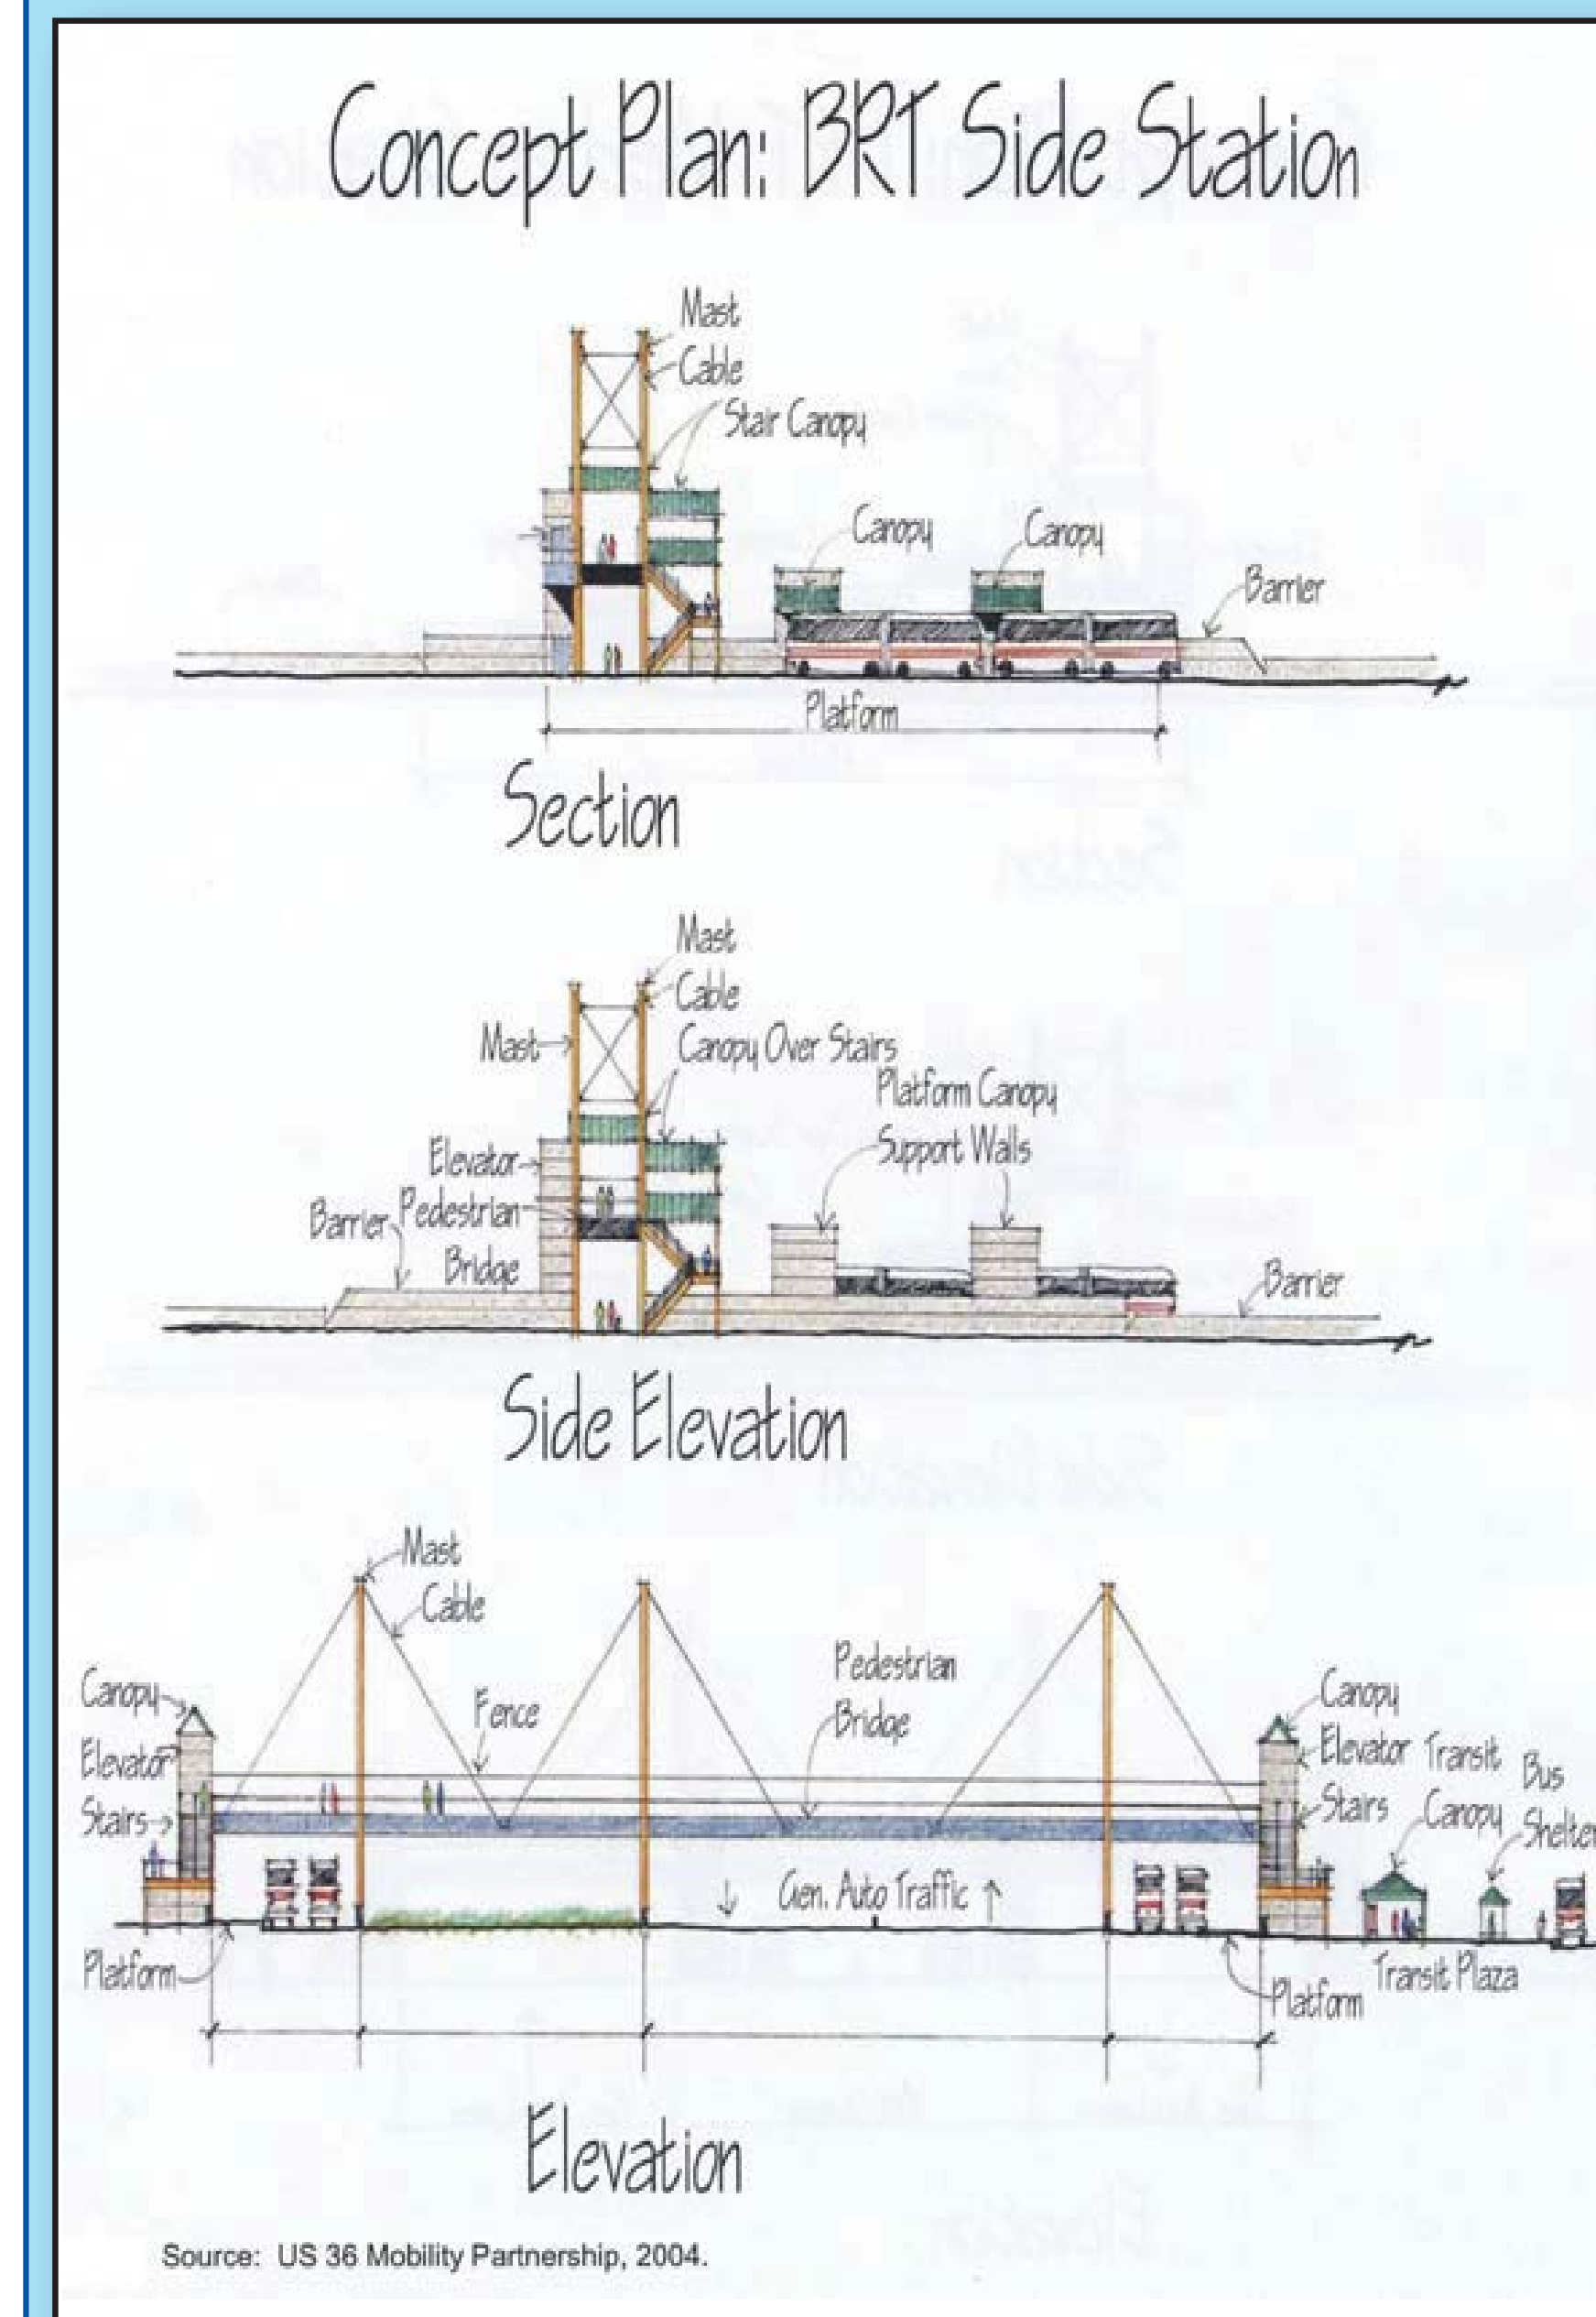 Concept Plan: BRT Side Station
Mast
Cable
Stair Canopy
Canopy
Canopy
Barrier
Platform
Section
Mast
Cable
Mast
Canopy Over Stairs
Platform Canopy
Support Walls
Elevator
Barrier
Pedestrian
Bridge
Barrier
Side Elevation
Mast
Cable
Fence
Pedestrian
Bridge
Canopy
Elevator
Stairs
Canopy
Elevator
Stairs
Transit
Canopy
Bus
Shelter
Gen. Auto Traffic
Platform
Platform
Transit Plaza
Elevation
Source: US 36 Mobility Partnership, 2004.